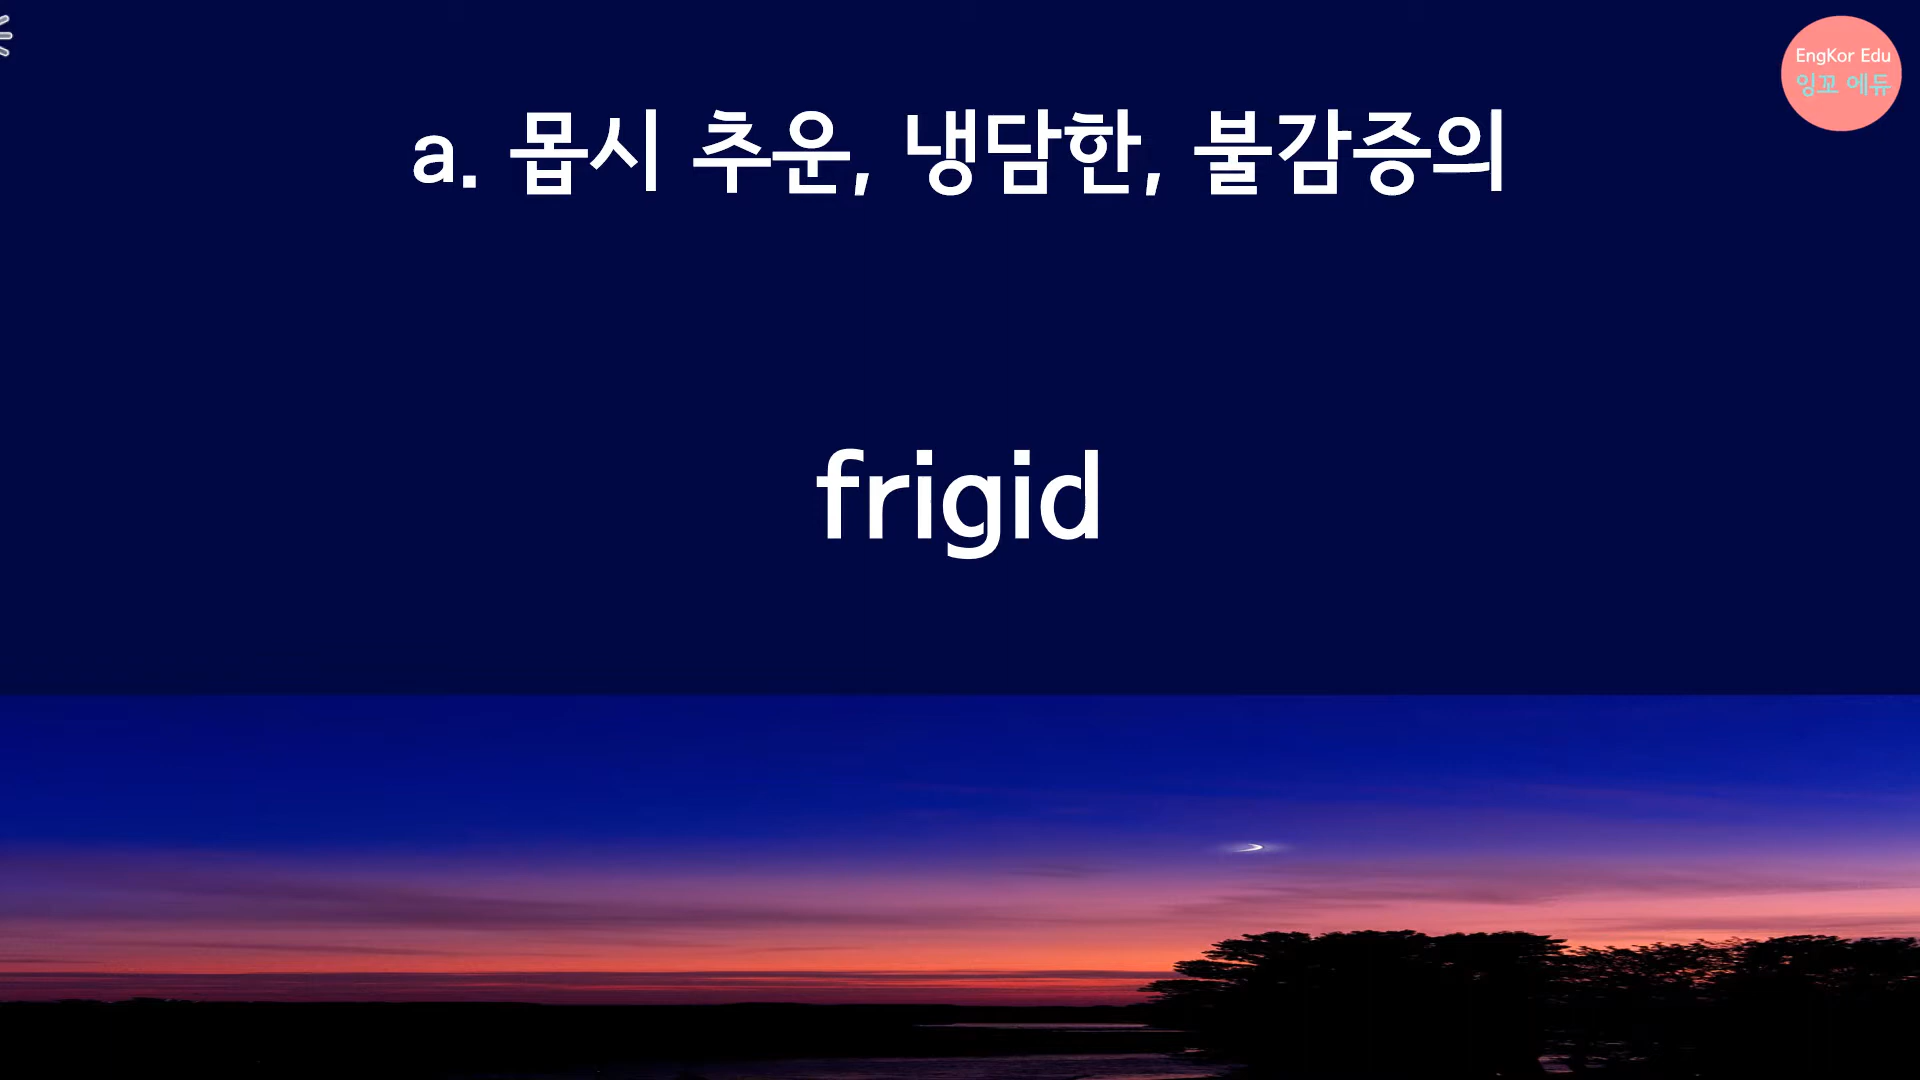 EngKor Edu
잉꼬 에듀
a. 몹시 추운, 냉담한, 불감증의
frigid